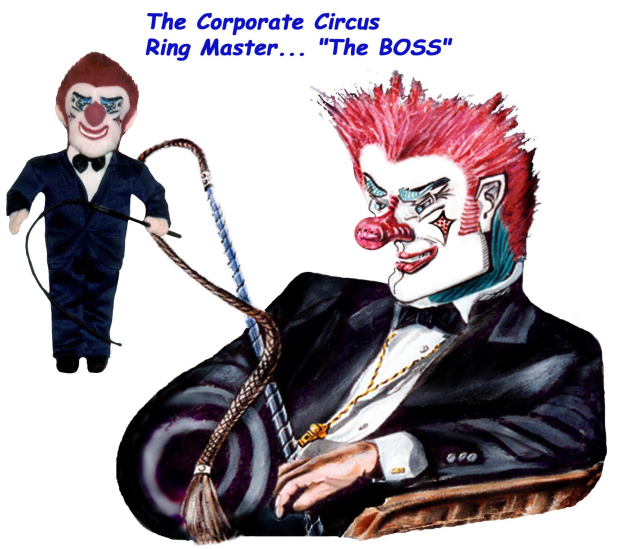 The Corporate Circus
Ring Master... "The BOSS"